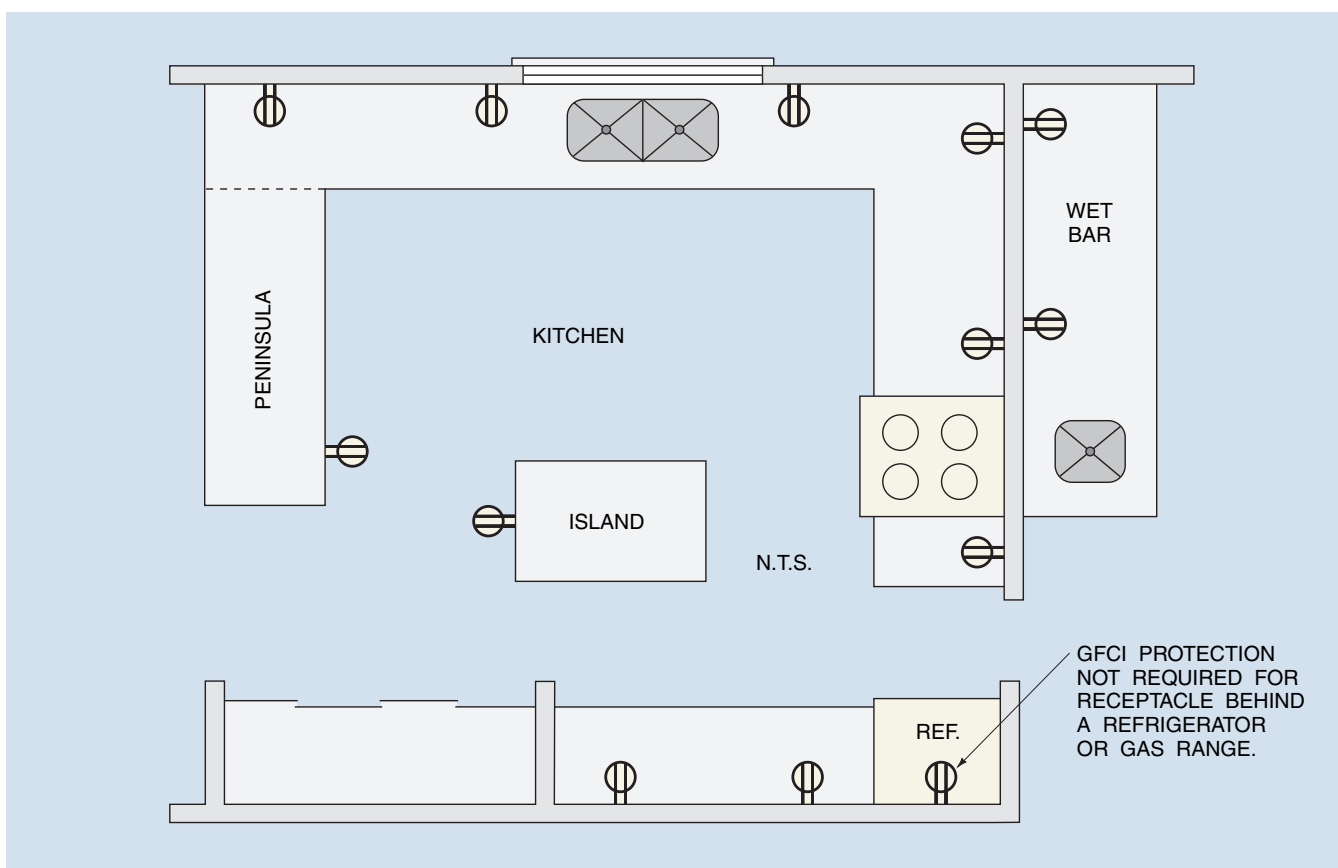 WET
BAR
PENINSULA
KITCHEN
ISLAND
N.T.S.
GFCI PROTECTION
NOT REQUIRED FOR
RECEPTACLE BEHIND
A REFRIGERATOR
OR GAS RANGE.
REF.